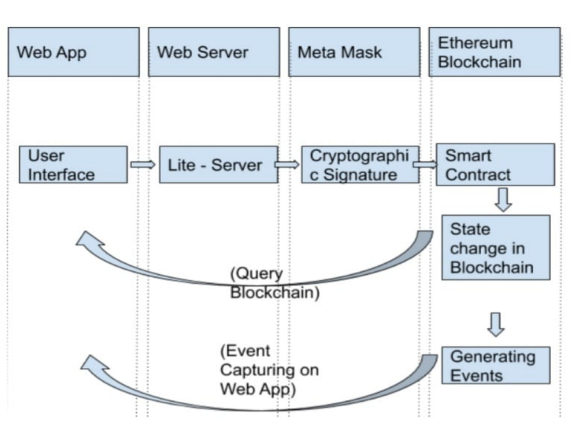 Web App
Web Server
Meta Mask
Ethereum
Blockchain
User
Interface
Lite - Server
Cryptographi
c Signature
Smart
Contract
State
change in
Blockchain
(Query
Blockchain)
(Event
Capturing on
Web App)
Generating
Events